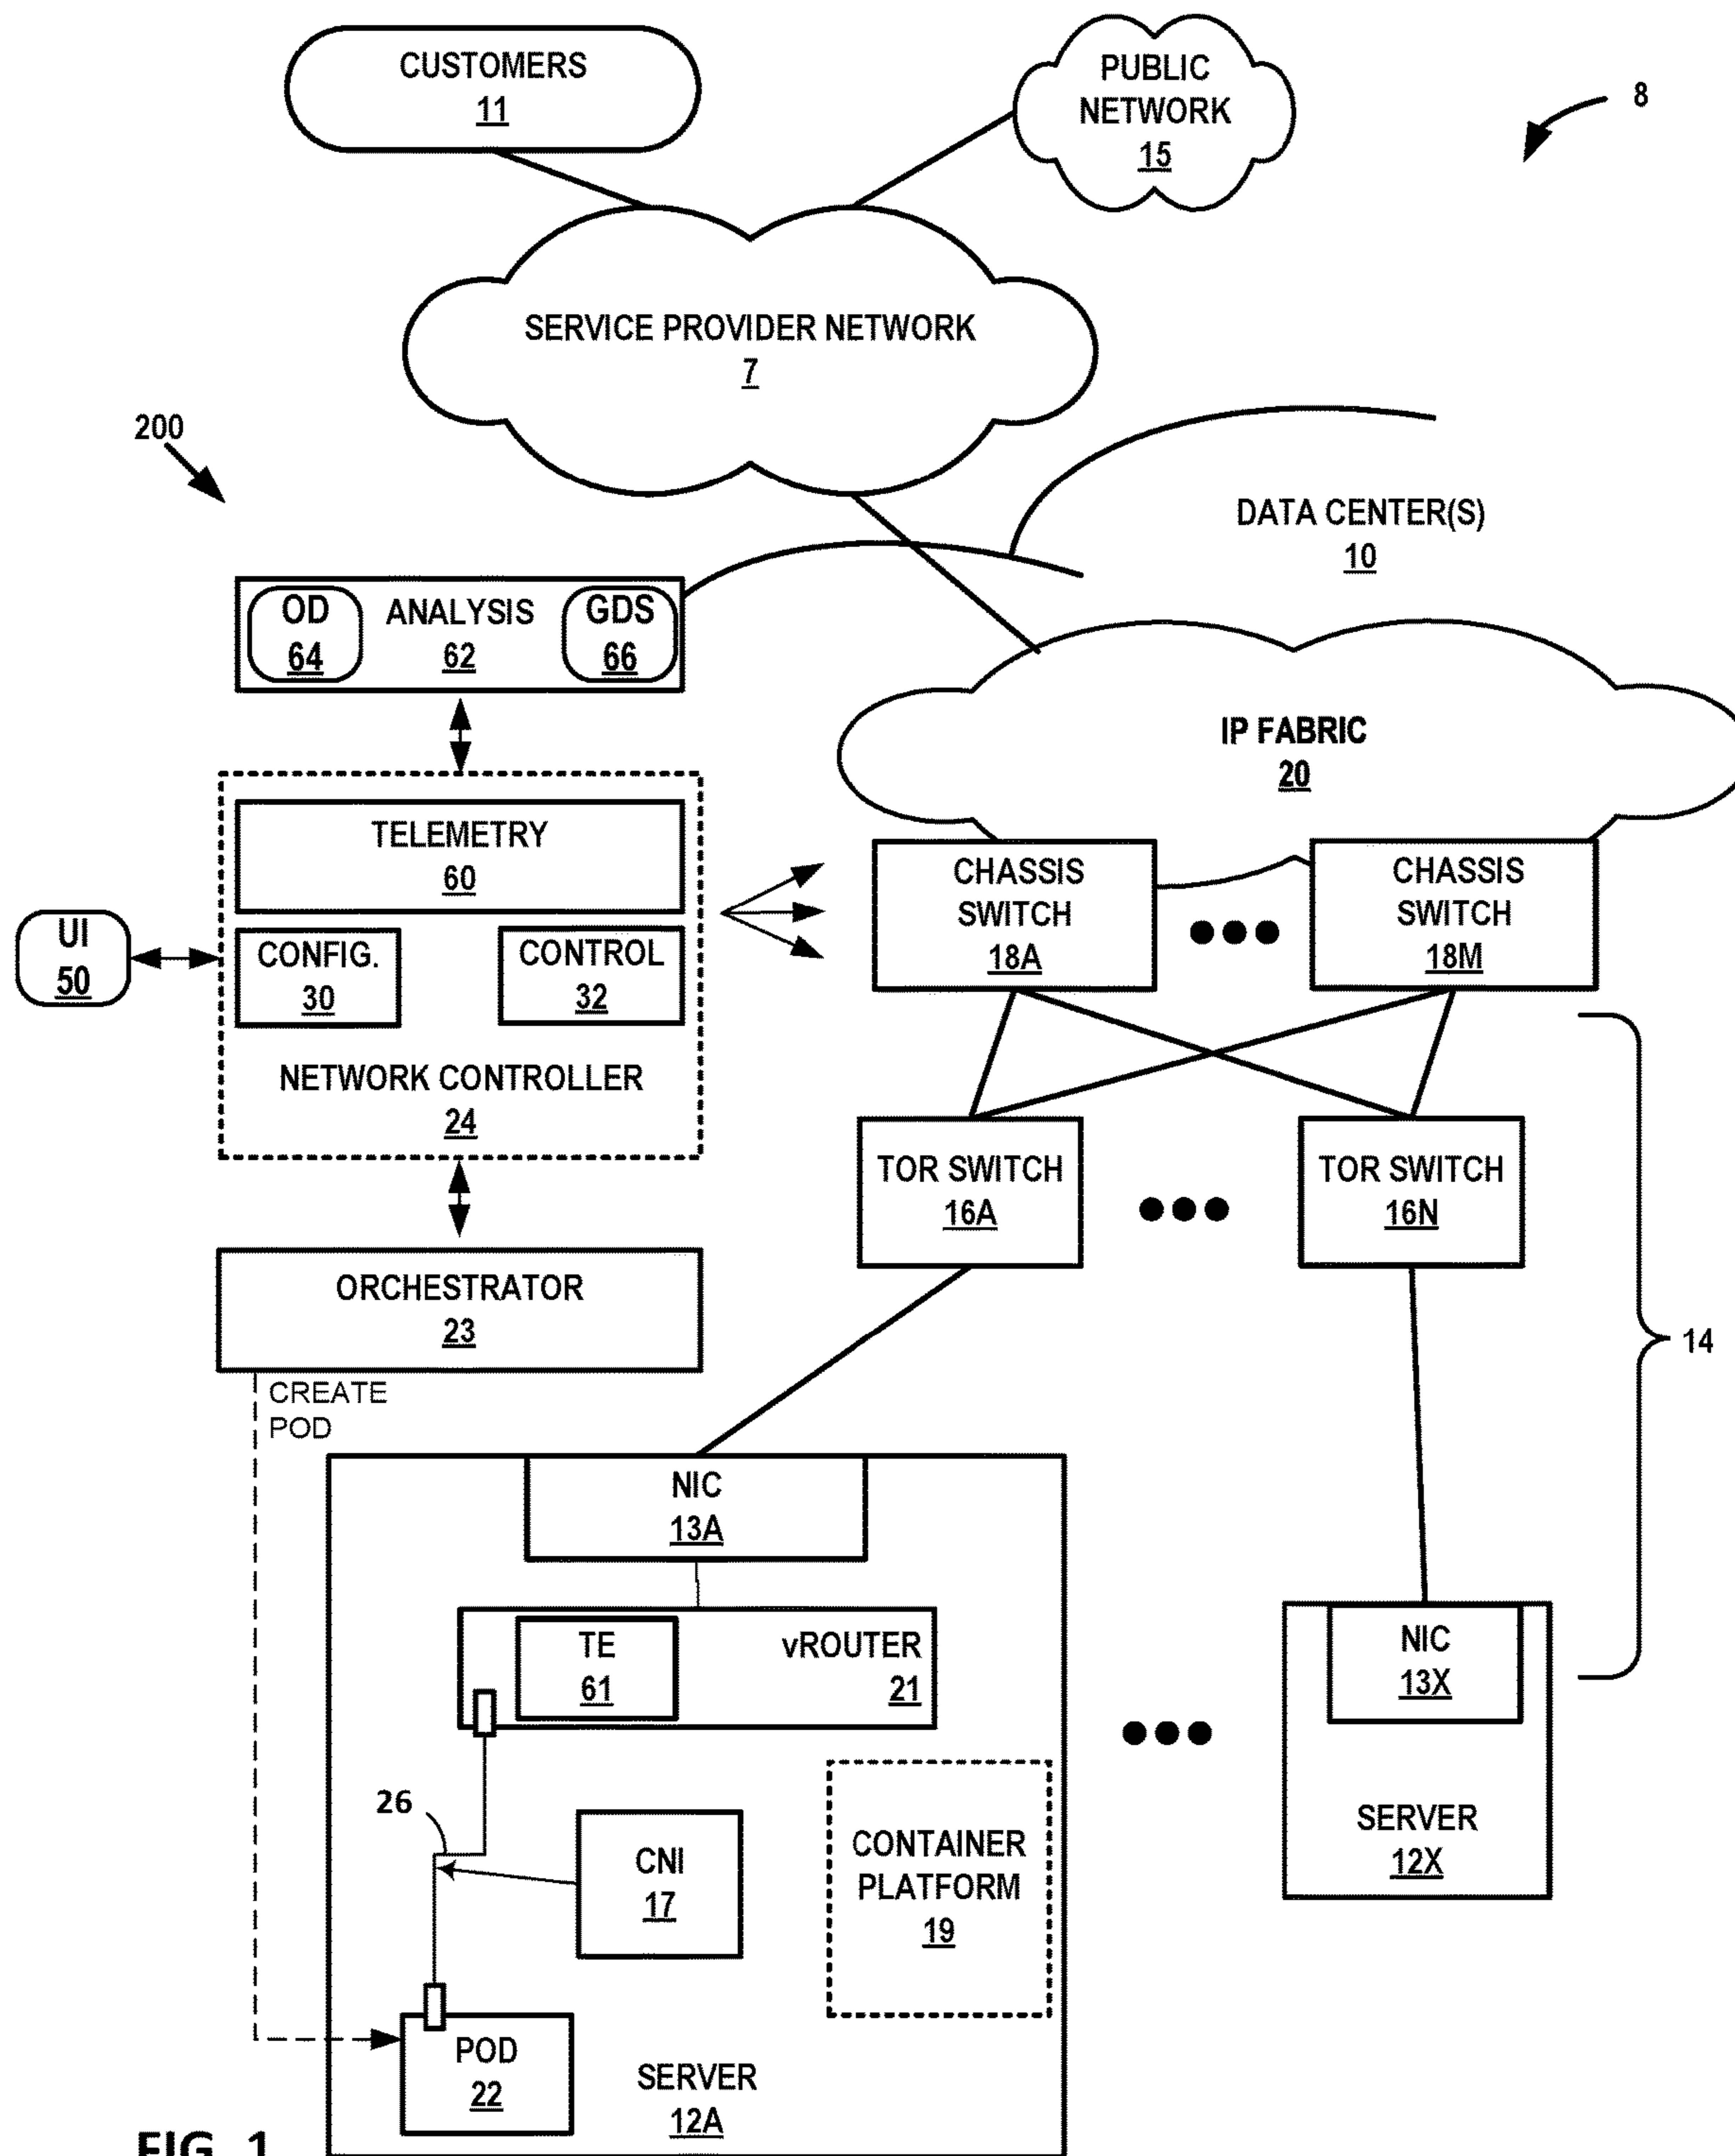 CUSTOMERS
11
PUBLIC
NETWORK
15
8
SERVICE PROVIDER NETWORK
7
200
DATA CENTER(S)
10
OD
64
ANALYSIS
62
GDS
66
IP FABRIC
20
TELEMETRY
60
CHASSIS
SWITCH
18A
CHASSIS
SWITCH
18M
UI
50
CONFIG.
30
CONTROL
32
NETWORK CONTROLLER
24
TOR SWITCH
16A
TOR SWITCH
16N
ORCHESTRATOR
23
14
CREATE
POD
NIC
13A
TE
61
vROUTER
21
NIC
13X
26
CNI
17
CONTAINER
PLATFORM
19
SERVER
12X
POD
22
SERVER
12A
FIG. 1